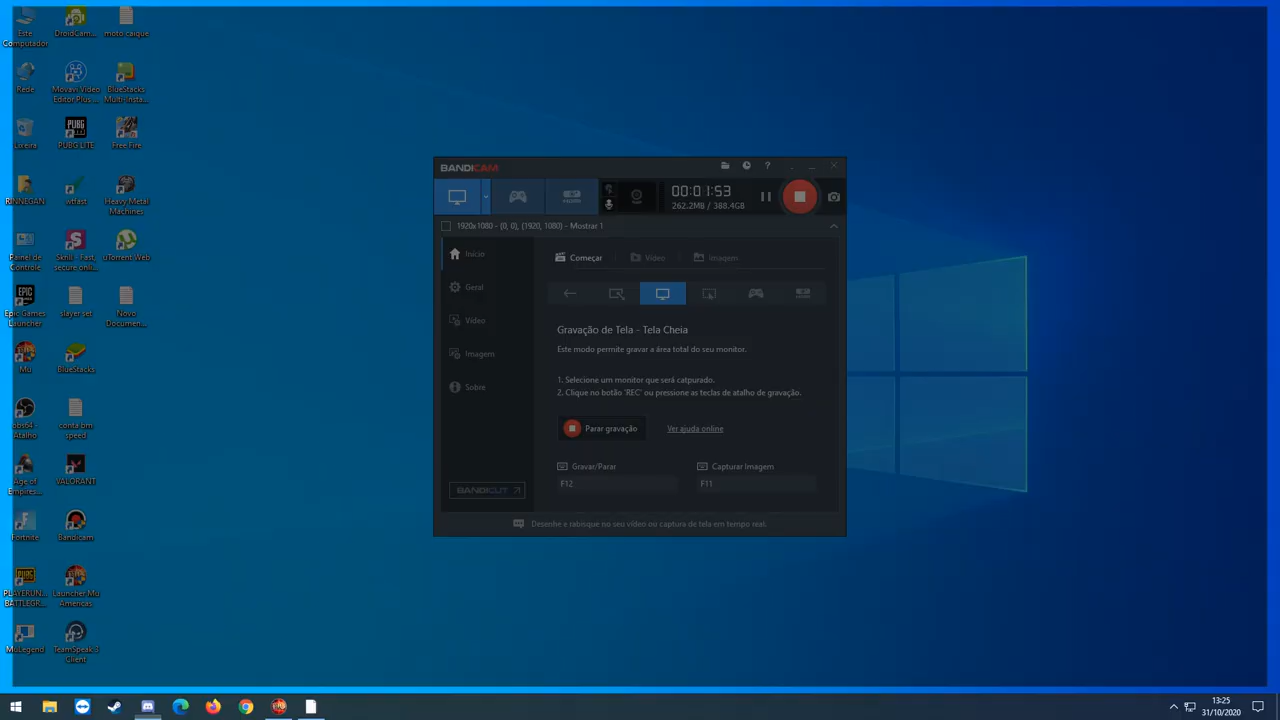 Este
Computador
DroidCam...
moto caique
Rede
Movavi Video
Editor Plus ...
BlueStacks
Multi-Insta...
Lixeira
PUBG LITE
Free Fire
RINNEGAN
wtfast
Heavy Metal
Machines
Painel de
Controle
Skrill - Fast,
secure onli...
uTorrent Web
Epic Games
Launcher
slayer set
Novo
Documen...
Mu
BlueStacks
obs64 -
Atalho
conta bm
speed
Age of
Empires...
VALORANT
Fortnite
Bandicam
PLAYERUN...
BATTLEGR...
Launcher Mu
Americas
MuLegend
TeamSpeak 3
Client
BANDICAM
?
00:01:53
262.2MB / 388.4GB
1920x1080 - (0, 0), (1920, 1080) - Mostrar 1
Início
Geral
Vídeo
Imagem
Sobre
BANDICUT
Começar
Vídeo
Imagem
Gravação de Tela - Tela Cheia
Este modo permite gravar a área total do seu monitor.
1. Selecione um monitor que será catpurado.
2. Clique no botão 'REC' ou pressione as teclas de atalho de gravação.
Parar gravação
Ver ajuda online
Gravar/Parar
Capturar Imagem
F12
F11
Desenhe e rabisque no seu vídeo ou captura de tela em tempo real.
13:25
31/10/2020